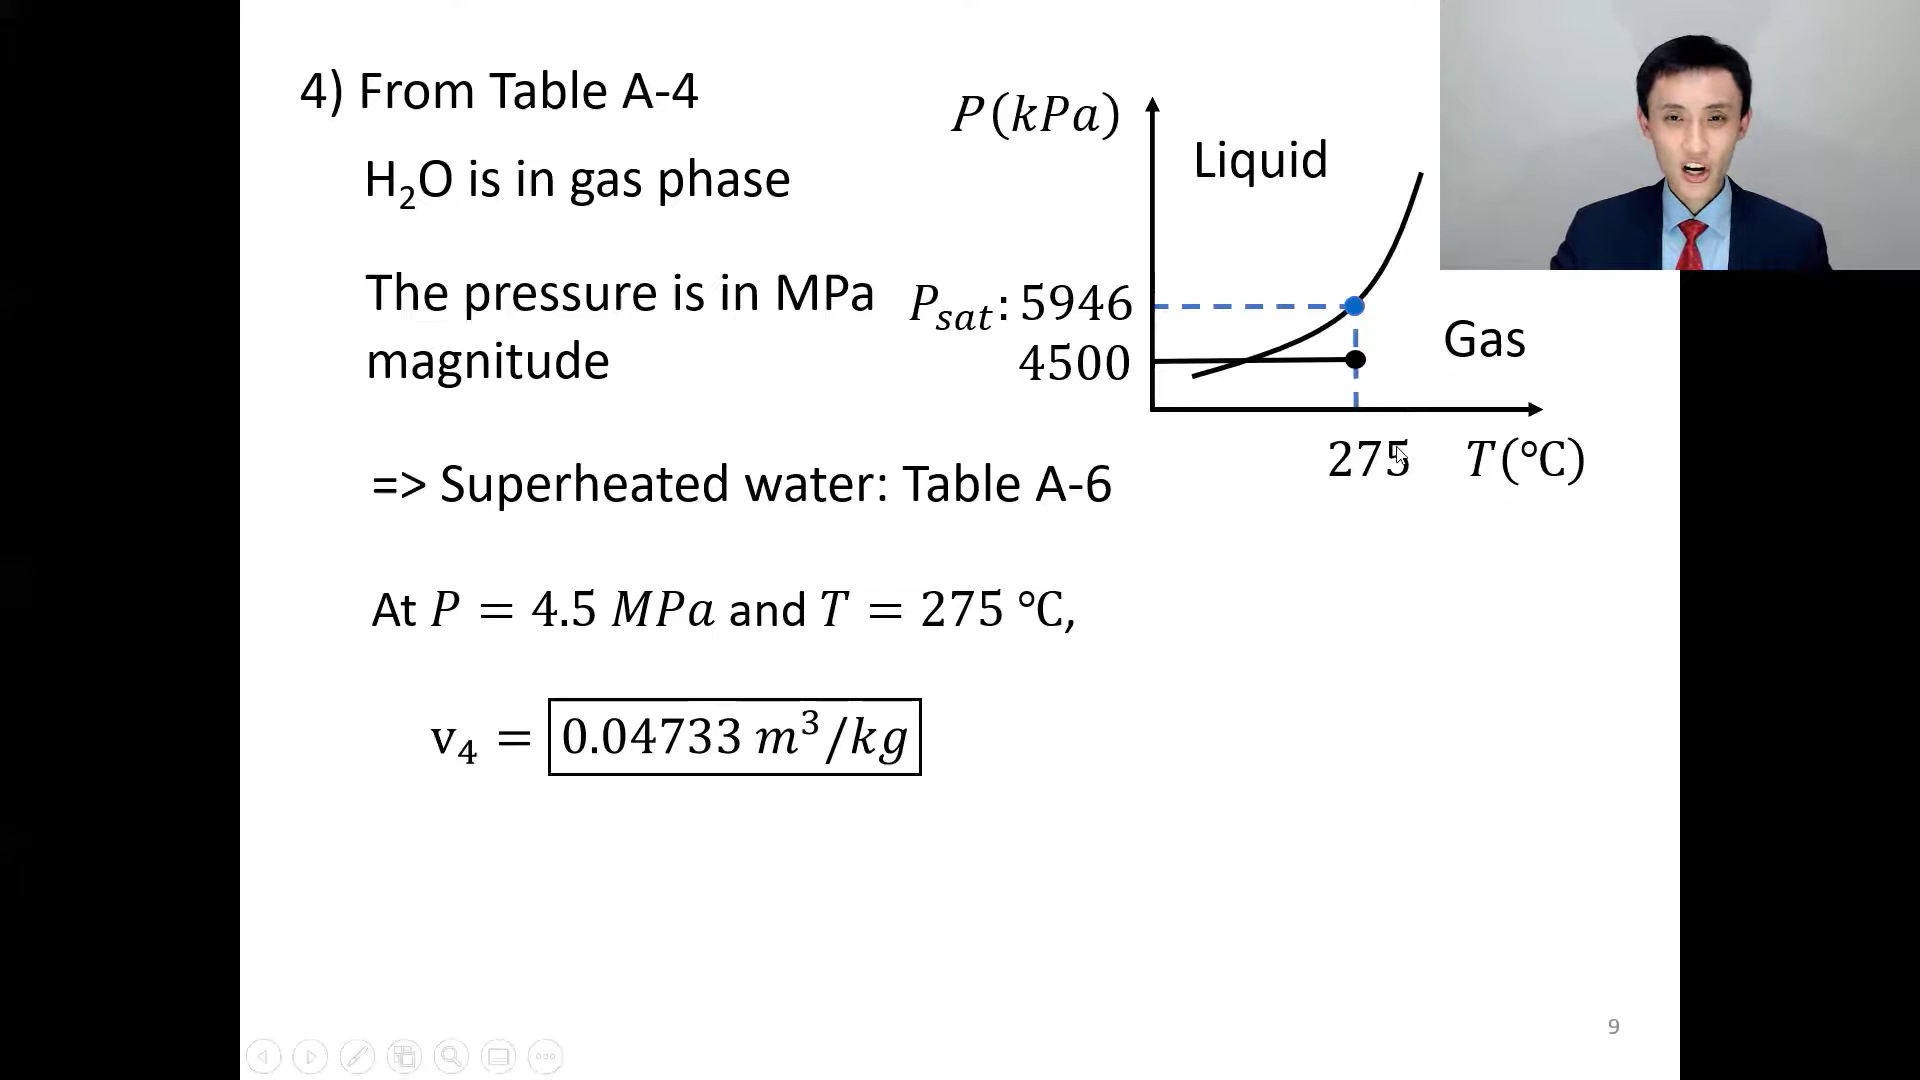 4) From Table A-4
H₂O is in gas phase
The pressure is in MPa
magnitude
=> Superheated water: Table A-6
At P = 4.5 MPa and T = 275 °C,
v₄ = 0.04733 m³/kg
P(kPa)
Liquid
P_sat: 5946
4500
Gas
275
T(°C)
9